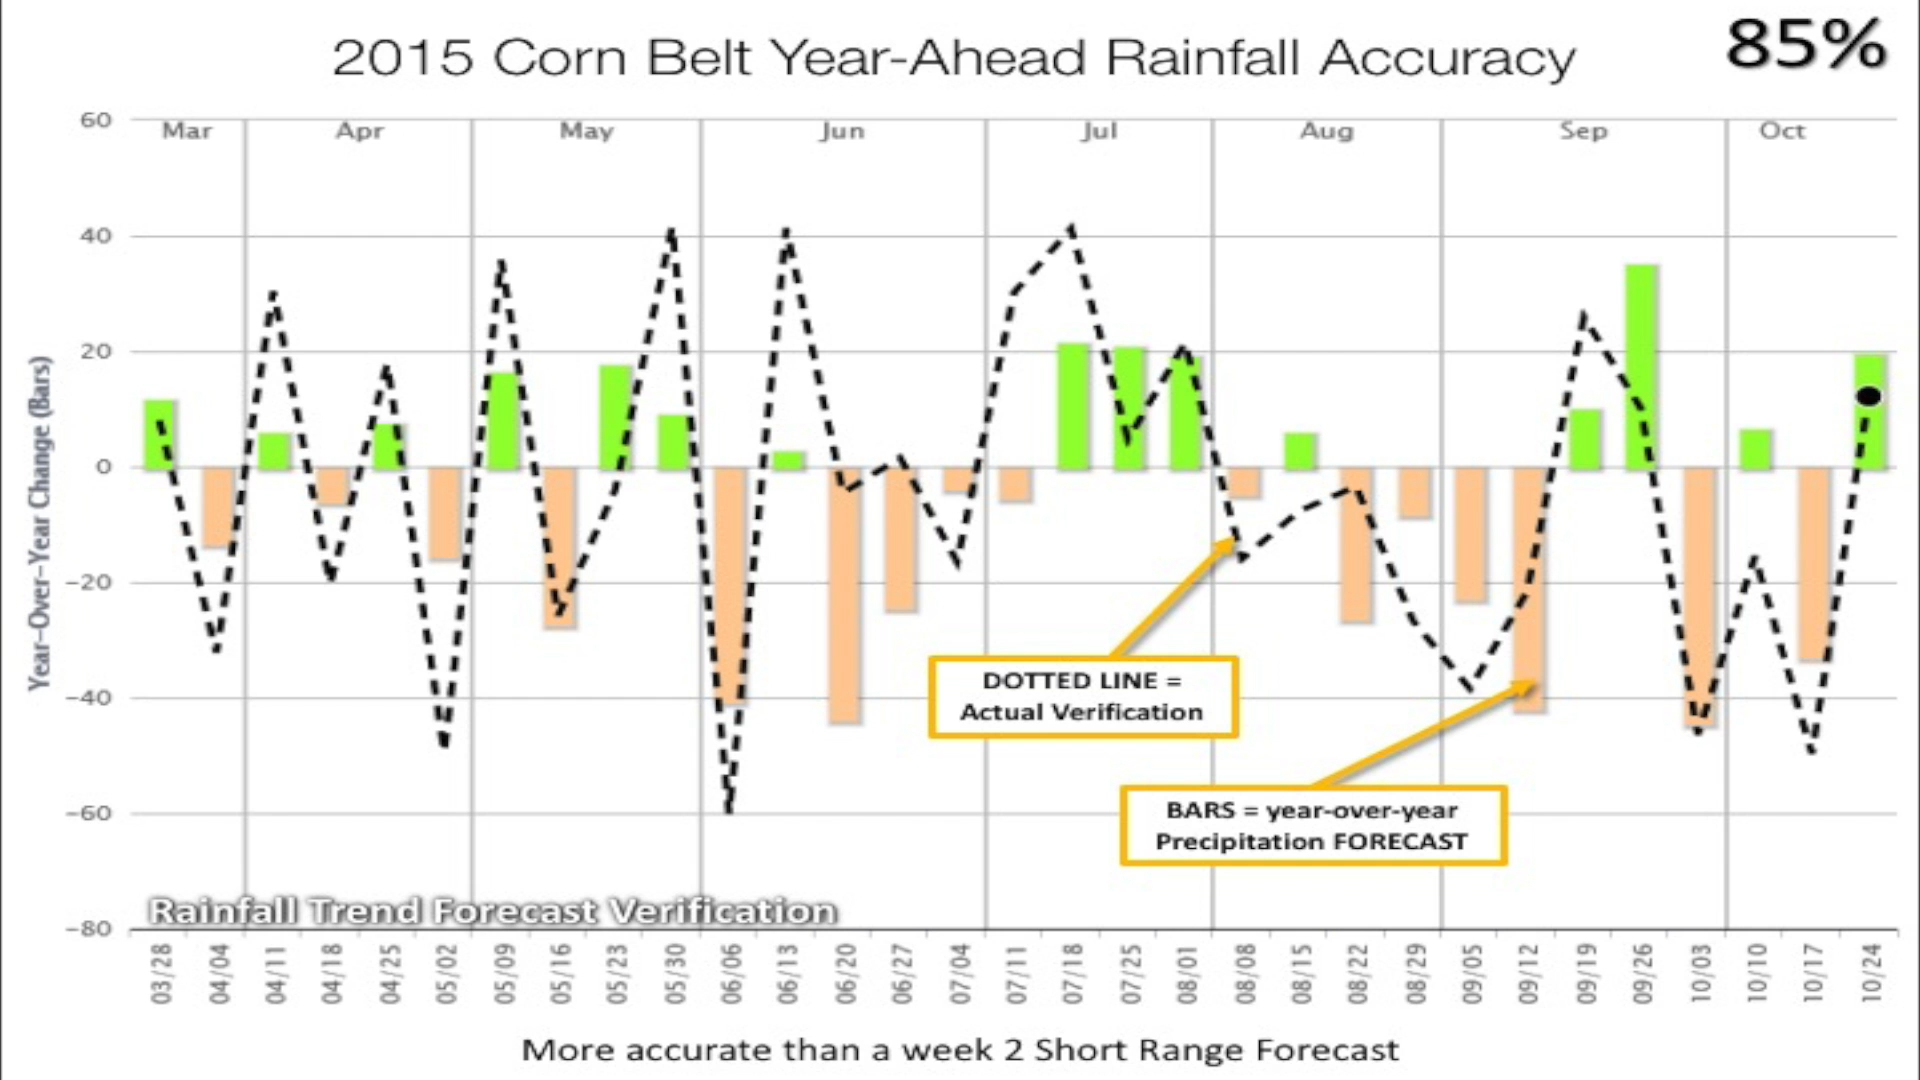 2015 Corn Belt Year-Ahead Rainfall Accuracy
85%
60
Mar
Apr
May
Jun
Jul
Aug
Sep
Oct
40
20
0
−20
−40
−60
−80
Year−Over−Year Change (Bars)
DOTTED LINE =
Actual Verification
BARS = year-over-year
Precipitation FORECAST
Rainfall Trend Forecast Verification
03/28
04/04
04/11
04/18
04/25
05/02
05/09
05/16
05/23
05/30
06/06
06/13
06/20
06/27
07/04
07/11
07/18
07/25
08/01
08/08
08/15
08/22
08/29
09/05
09/12
09/19
09/26
10/03
10/10
10/17
10/24
More accurate than a week 2 Short Range Forecast